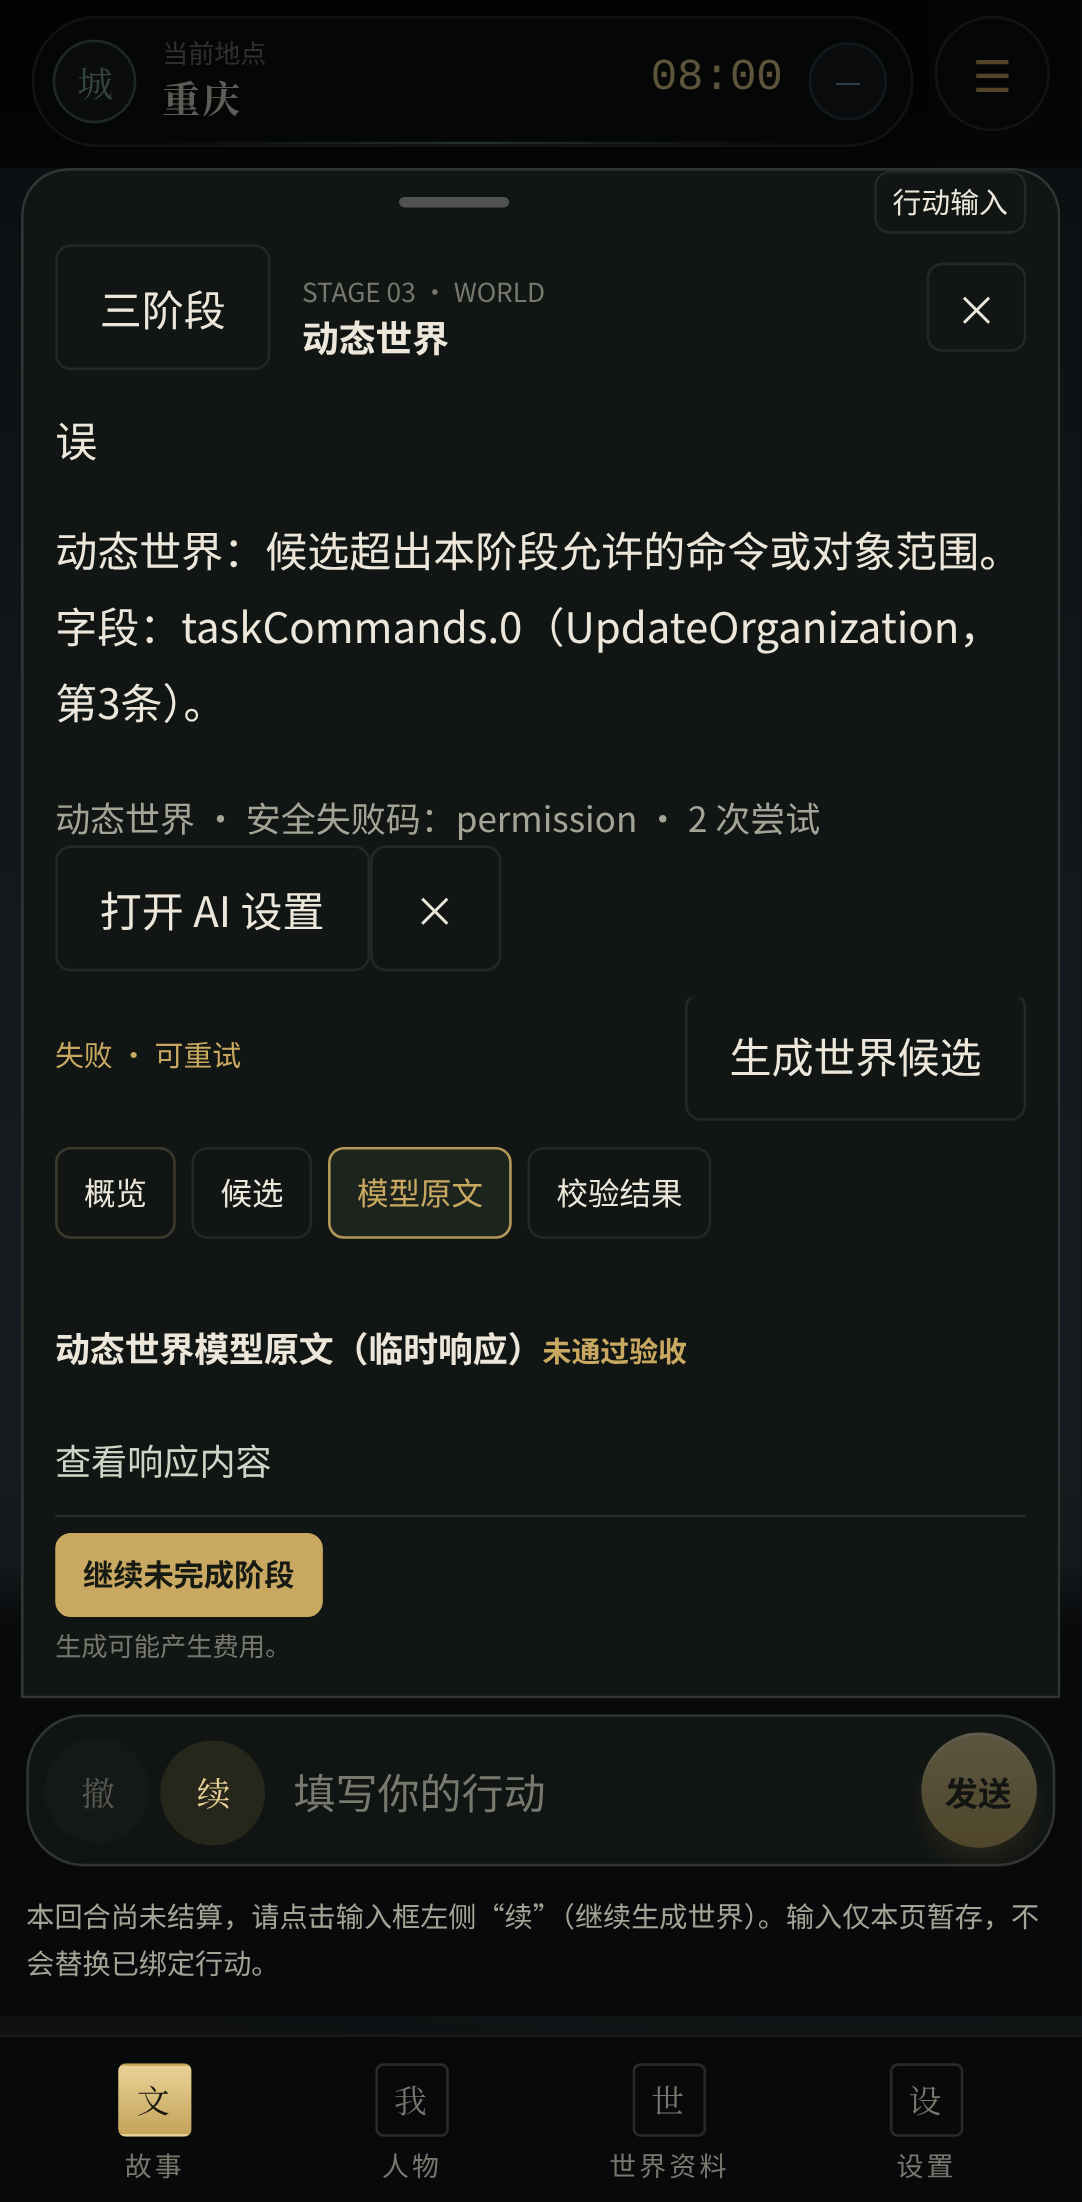 城
当前地点
重庆
08:00
—
☰
行动输入
三阶段
STAGE 03 · WORLD
动态世界
×
误
动态世界：候选超出本阶段允许的命令或对象范围。
字段：taskCommands.0（UpdateOrganization，
第3条）。
动态世界 · 安全失败码：permission · 2 次尝试
打开 AI 设置
×
失败 · 可重试
生成世界候选
概览
候选
模型原文
校验结果
动态世界模型原文（临时响应）未通过验收
查看响应内容
继续未完成阶段
生成可能产生费用。
撤
续
填写你的行动
发送
本回合尚未结算，请点击输入框左侧“续”（继续生成世界）。输入仅本页暂存，不
会替换已绑定行动。
文
故事
我
人物
世
世界资料
设
设置